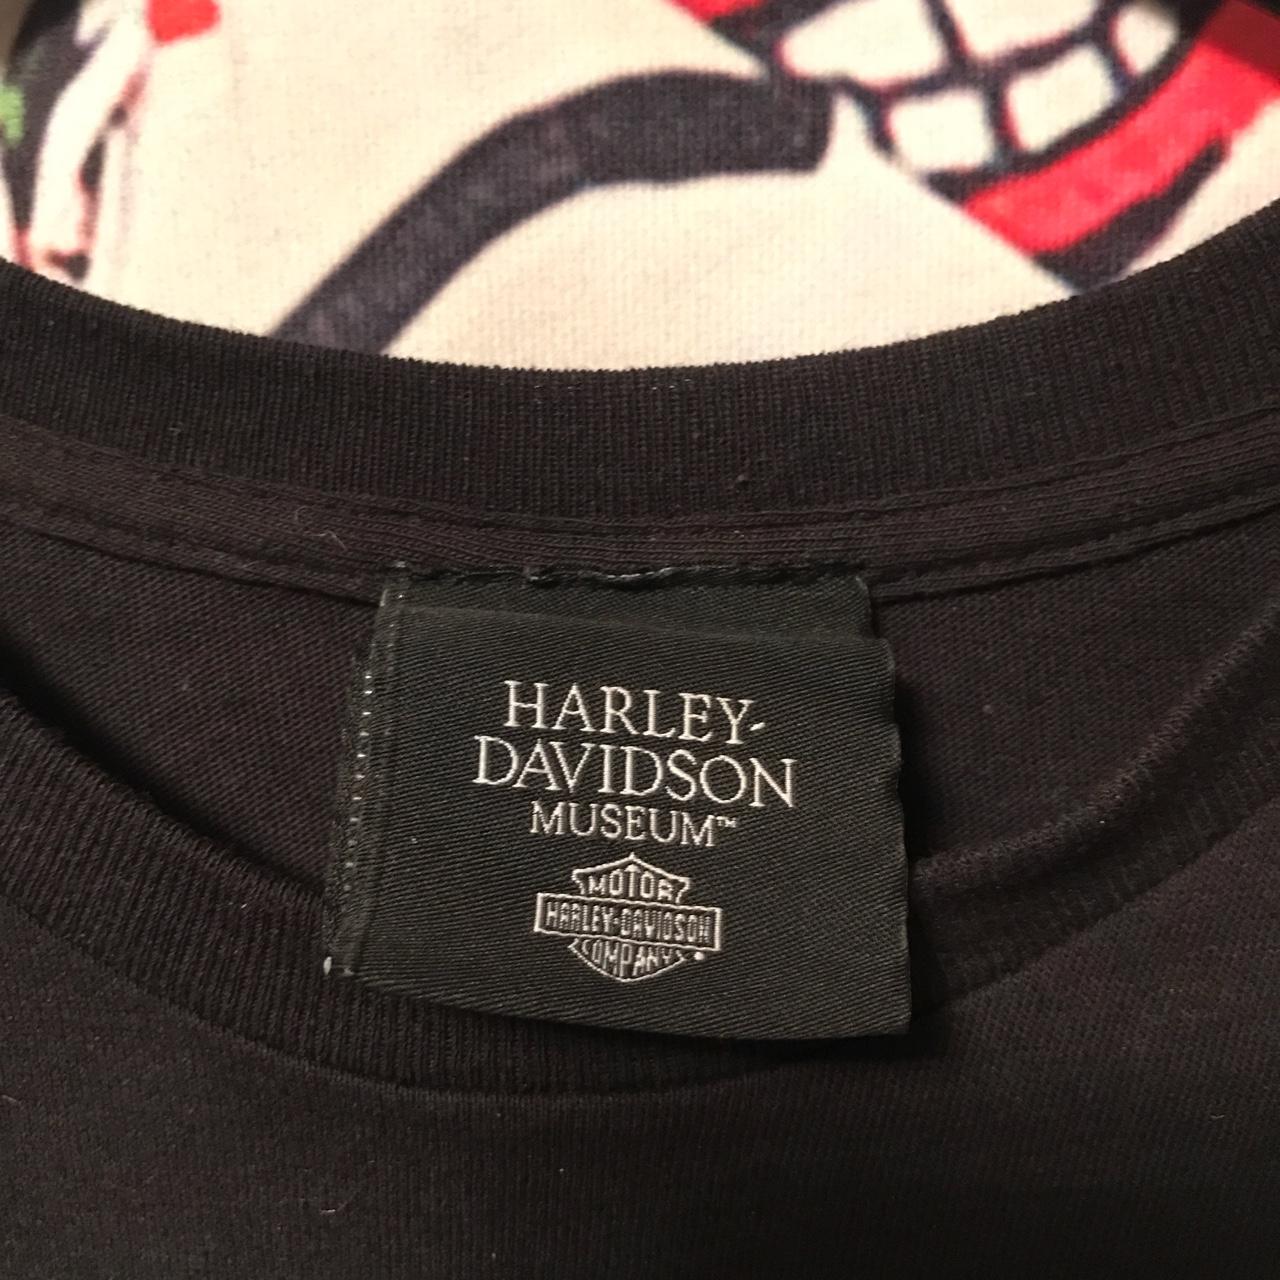 HARLEY-
DAVIDSON
MUSEUM™
MOTOR
HARLEY-DAVIDSON
COMPANY